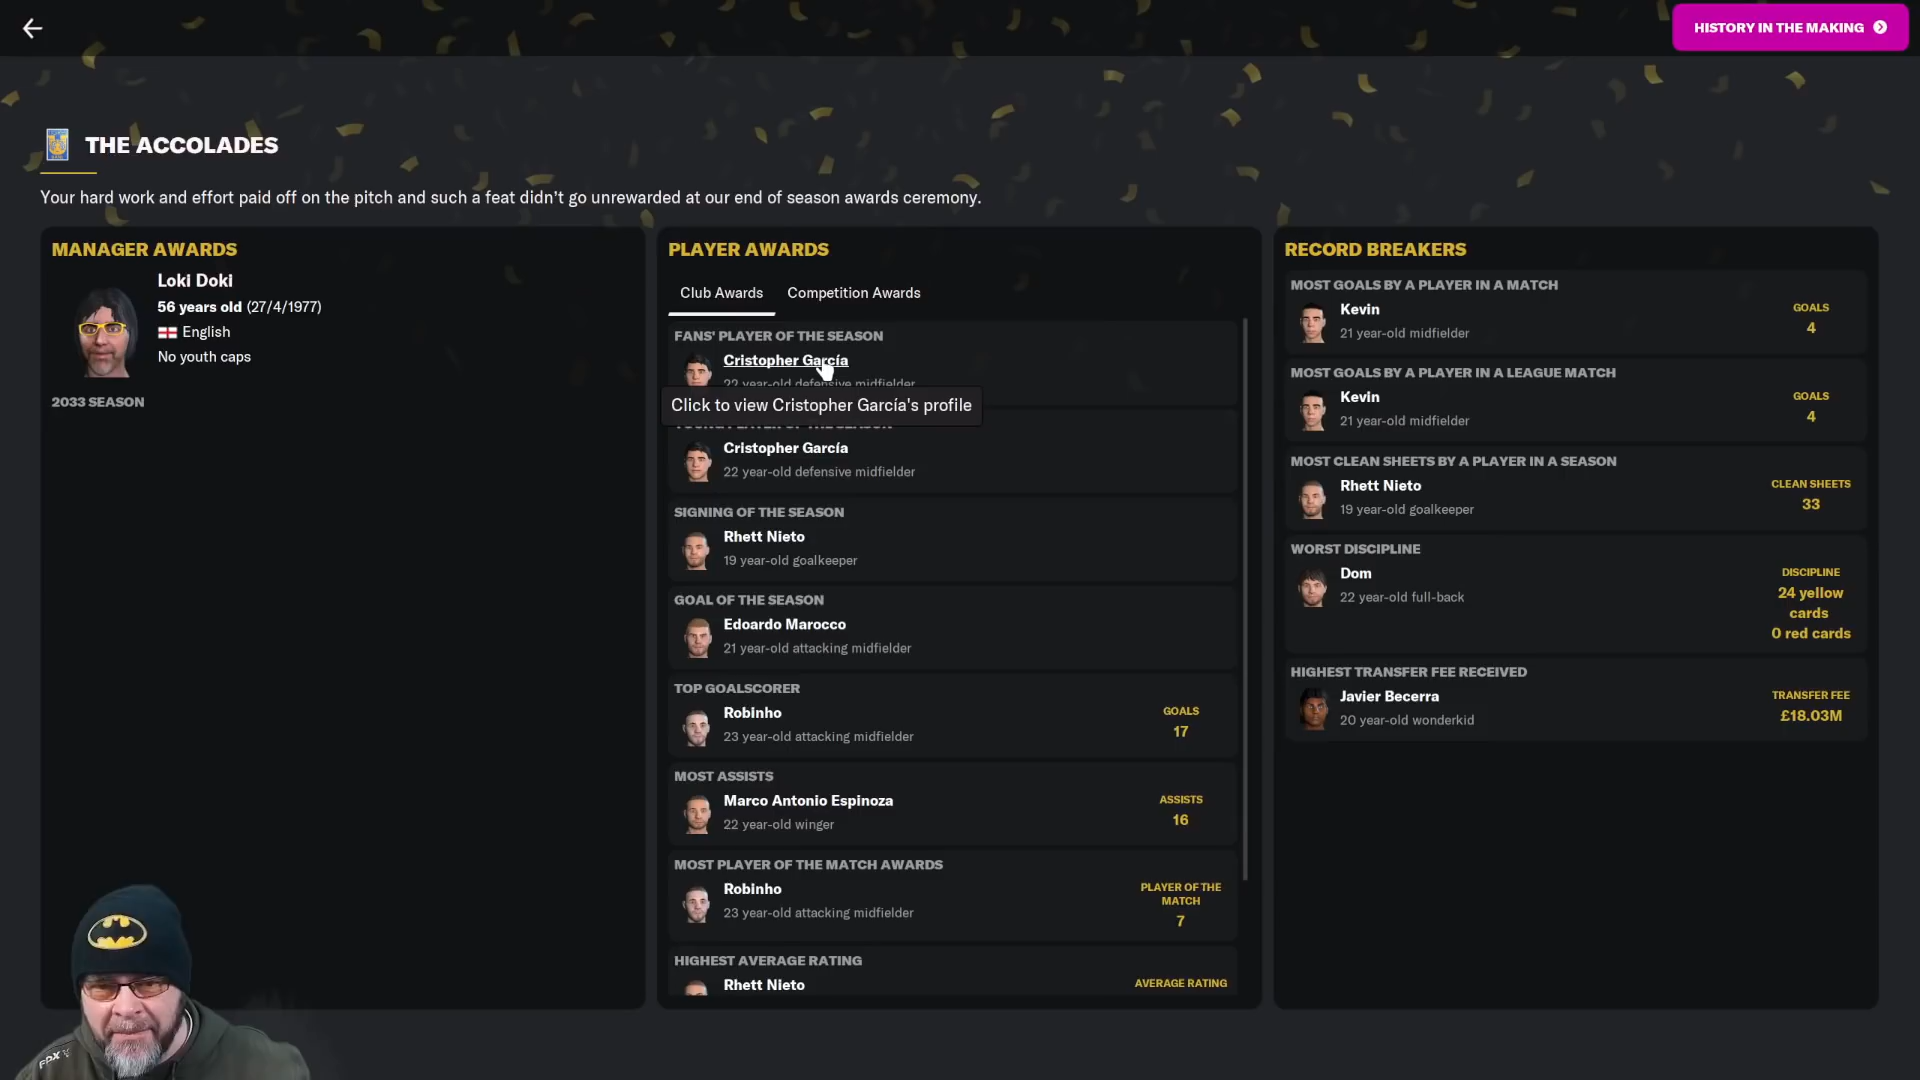 HISTORY IN THE MAKING
THE ACCOLADES
Your hard work and effort paid off on the pitch and such a feat didn't go unrewarded at our end of season awards ceremony.
MANAGER AWARDS
Loki Doki
56 years old (27/4/1977)
English
No youth caps
2033 SEASON
PLAYER AWARDS
Club Awards
Competition Awards
FANS' PLAYER OF THE SEASON
Cristopher García
22 year-old defensive midfielder
Click to view Cristopher García's profile
YOUNG PLAYER OF THE SEASON
Cristopher García
22 year-old defensive midfielder
SIGNING OF THE SEASON
Rhett Nieto
19 year-old goalkeeper
GOAL OF THE SEASON
Edoardo Marocco
21 year-old attacking midfielder
TOP GOALSCORER
Robinho
23 year-old attacking midfielder
GOALS
17
MOST ASSISTS
Marco Antonio Espinoza
22 year-old winger
ASSISTS
16
MOST PLAYER OF THE MATCH AWARDS
Robinho
23 year-old attacking midfielder
PLAYER OF THE
MATCH
7
HIGHEST AVERAGE RATING
Rhett Nieto
AVERAGE RATING
RECORD BREAKERS
MOST GOALS BY A PLAYER IN A MATCH
Kevin
21 year-old midfielder
GOALS
4
MOST GOALS BY A PLAYER IN A LEAGUE MATCH
Kevin
21 year-old midfielder
GOALS
4
MOST CLEAN SHEETS BY A PLAYER IN A SEASON
Rhett Nieto
19 year-old goalkeeper
CLEAN SHEETS
33
WORST DISCIPLINE
Dom
22 year-old full-back
DISCIPLINE
24 yellow
cards
0 red cards
HIGHEST TRANSFER FEE RECEIVED
Javier Becerra
20 year-old wonderkid
TRANSFER FEE
£18.03M